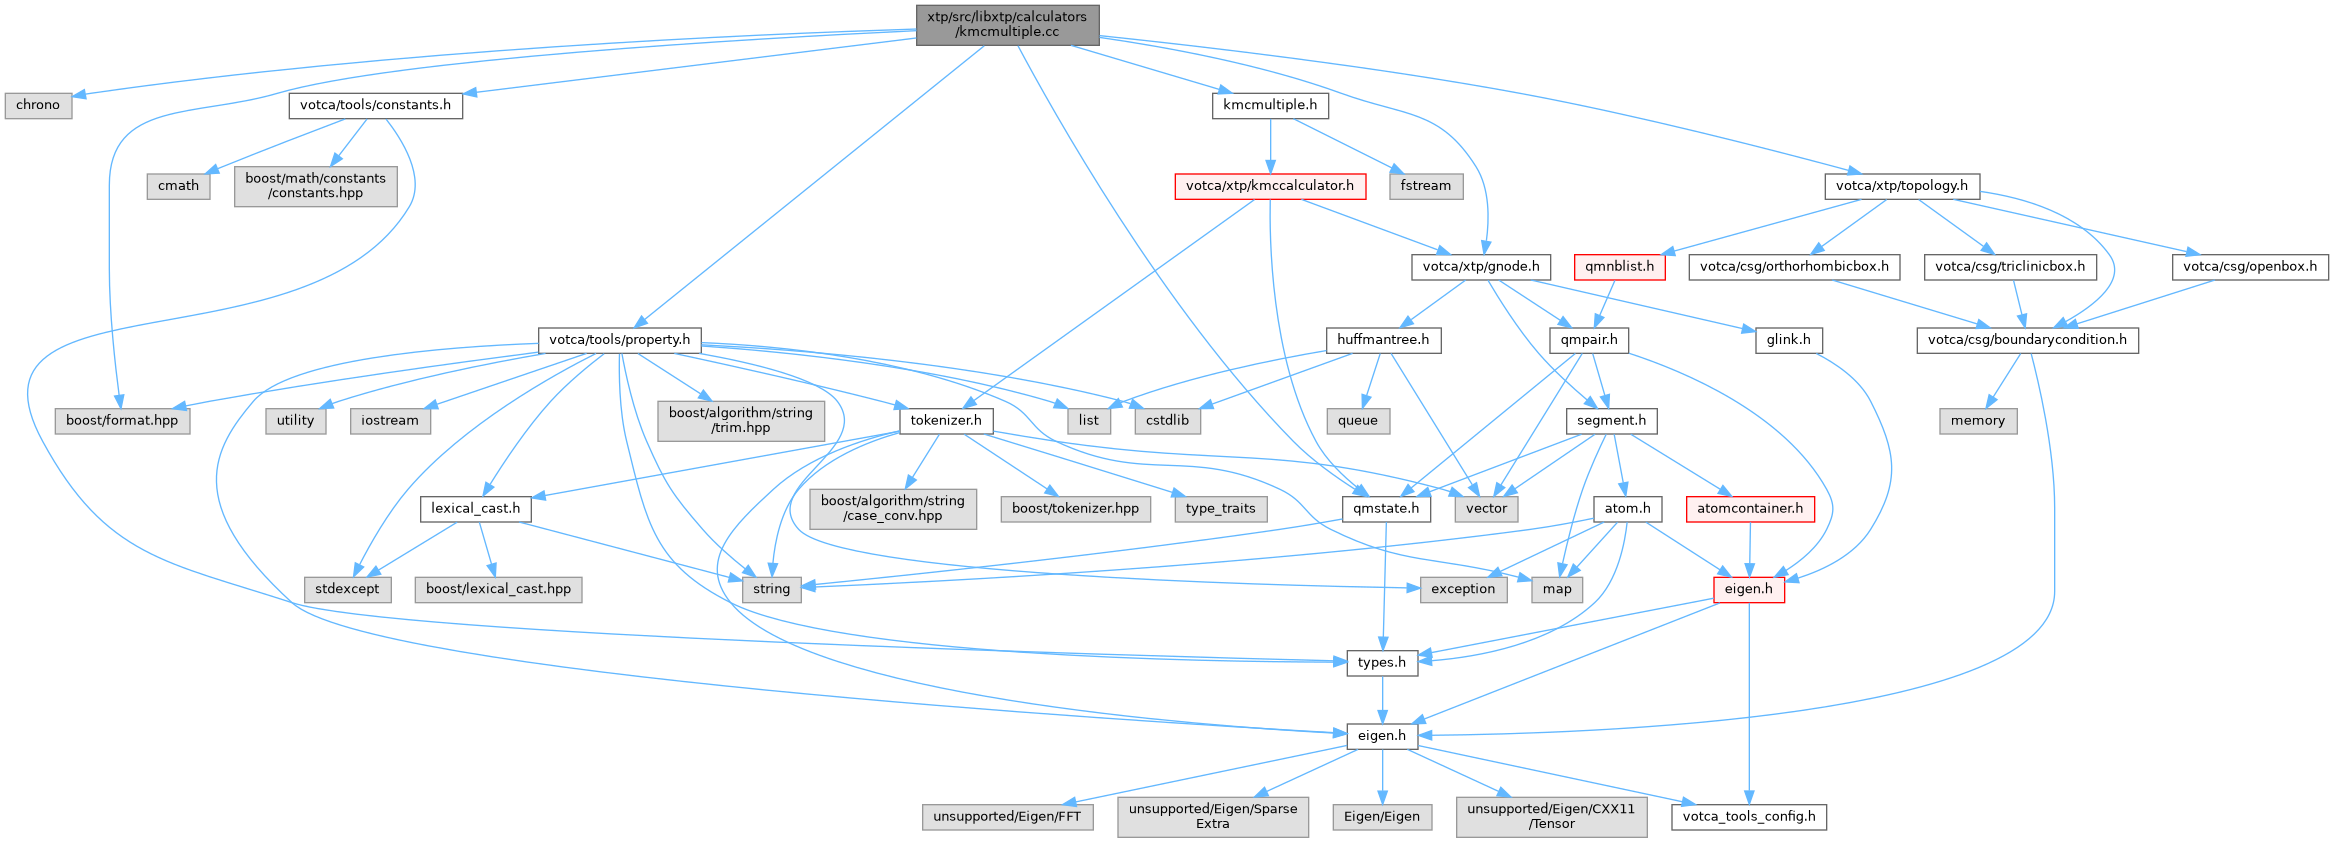 xtp/src/libxtp/calculators
/kmcmultiple.cc
chrono
votca/tools/constants.h
kmcmultiple.h
cmath
boost/math/constants
/constants.hpp
votca/xtp/kmccalculator.h
fstream
votca/xtp/topology.h
votca/xtp/gnode.h
qmnblist.h
votca/csg/orthorhombicbox.h
votca/csg/triclinicbox.h
votca/csg/openbox.h
votca/tools/property.h
huffmantree.h
qmpair.h
glink.h
votca/csg/boundarycondition.h
boost/format.hpp
utility
iostream
boost/algorithm/string
/trim.hpp
tokenizer.h
list
cstdlib
queue
segment.h
memory
lexical_cast.h
boost/algorithm/string
/case_conv.hpp
boost/tokenizer.hpp
type_traits
qmstate.h
vector
atom.h
atomcontainer.h
stdexcept
boost/lexical_cast.hpp
string
exception
map
eigen.h
types.h
eigen.h
unsupported/Eigen/FFT
unsupported/Eigen/Sparse
Extra
Eigen/Eigen
unsupported/Eigen/CXX11
/Tensor
votca_tools_config.h